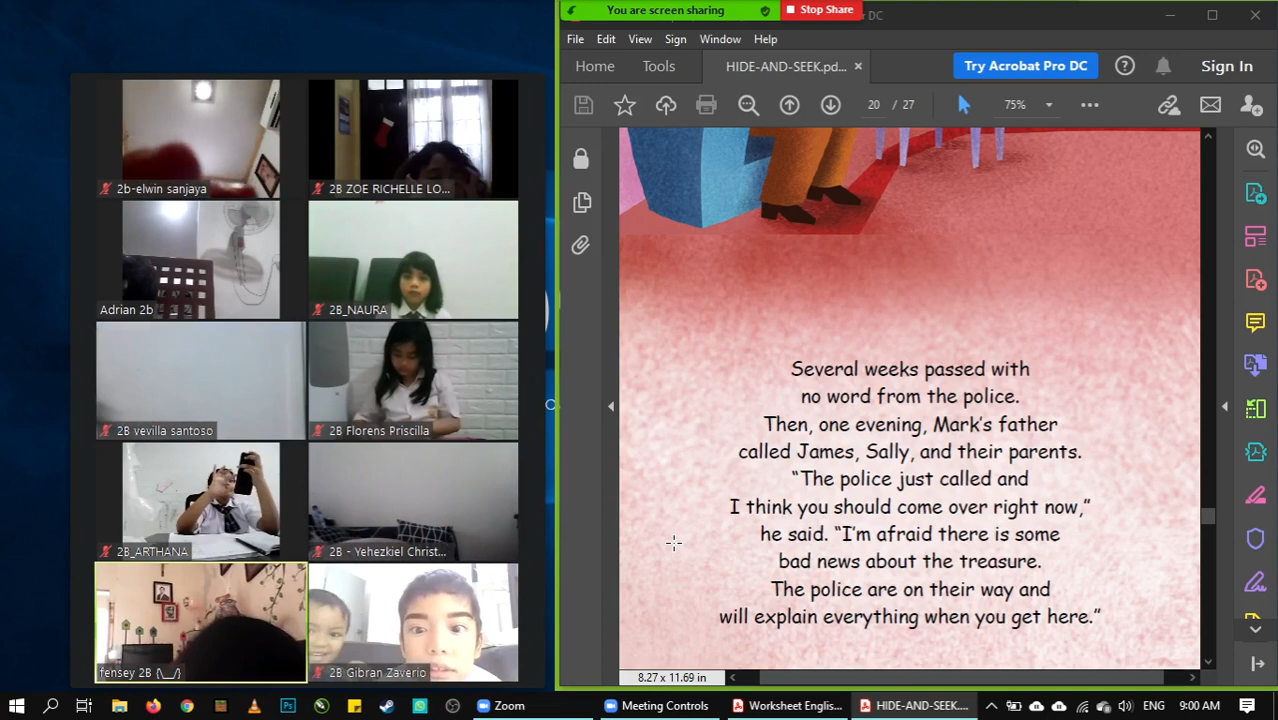 You are screen sharing
Stop Share
r DC
File Edit View Sign Window Help
Home Tools HIDE-AND-SEEK.pd...
Try Acrobat Pro DC
Sign In
20 / 27
75%
2b-elwin sanjaya
2B ZOE RICHELLE LO...
Adrian 2b
2B_NAURA
2B vevilla santoso
2B Florens Priscilla
2B_ARTHANA
2B - Yehezkiel Christ...
fensey 2B {\__/}
2B Gibran Zaverio
Several weeks passed with
no word from the police.
Then, one evening, Mark's father
called James, Sally, and their parents.
“The police just called and
I think you should come over right now,”
he said. “I'm afraid there is some
bad news about the treasure.
The police are on their way and
will explain everything when you get here.”
8.27 x 11.69 in
Zoom
Meeting Controls
Worksheet Englis...
HIDE-AND-SEEK....
ENG
9:00 AM